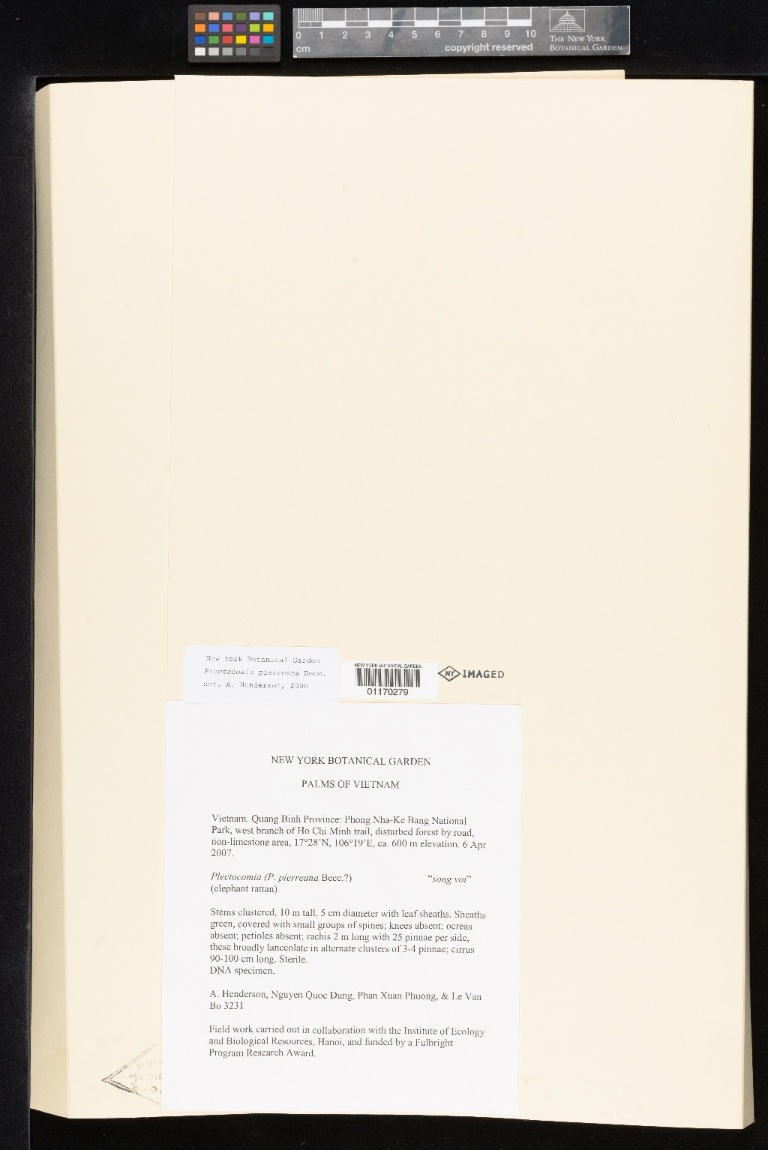 0 1 2 3 4 5 6 7 8 9 10
cm
copyright reserved
THE NEW YORK
BOTANICAL GARDEN
New York Botanical Garden
Plectocomia pierreana Becc.
det. A. Henderson, 2008
NEW YORK BOTANICAL GARDEN
01170279
NY IMAGED
NEW YORK BOTANICAL GARDEN
PALMS OF VIETNAM
Vietnam. Quang Binh Province: Phong Nha-Ke Bang National
Park, west branch of Ho Chi Minh trail, disturbed forest by road,
non-limestone area, 17°28'N, 106°19'E, ca. 600 m elevation. 6 Apr
2007.
Plectocomia (P. pierreana Becc.?) "song voi"
(elephant rattan)
Stems clustered, 10 m tall, 5 cm diameter with leaf sheaths. Sheaths
green, covered with small groups of spines; knees absent; ocreas
absent; petioles absent; rachis 2 m long with 25 pinnae per side,
these broadly lanceolate in alternate clusters of 3-4 pinnae; cirrus
90-100 cm long. Sterile.
DNA specimen.
A. Henderson, Nguyen Quoc Dung, Phan Xuan Phuong, & Le Van
Bo 3231
Field work carried out in collaboration with the Institute of Ecology
and Biological Resources, Hanoi, and funded by a Fulbright
Program Research Award.